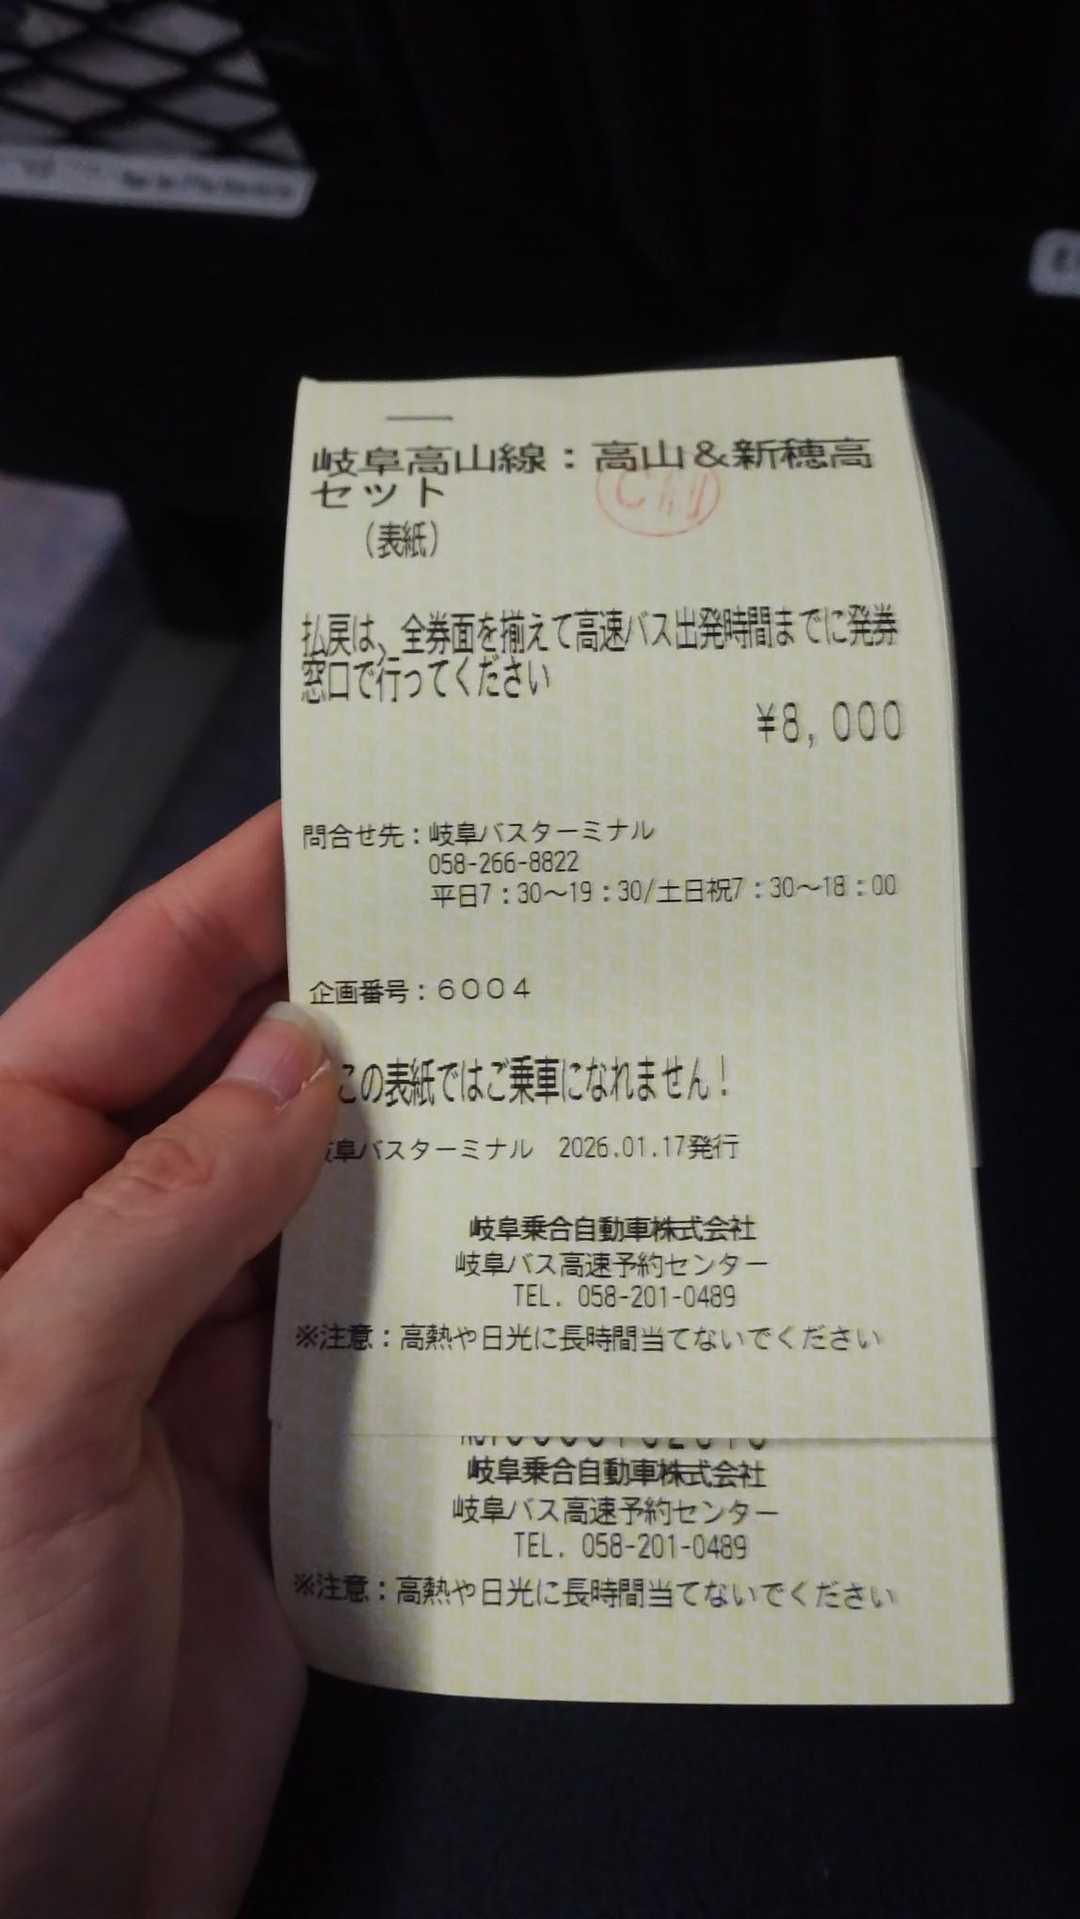 岐阜高山線：高山＆新穂高
セット
（表紙）
払戻は、全券面を揃えて高速バス出発時間までに発券
窓口で行ってください
¥8,000
問合せ先：岐阜バスターミナル
058-266-8822
平日7：30〜19：30/土日祝7：30〜18：00
企画番号：６００４
この表紙ではご乗車になれません！
阜バスターミナル　2026.01.17発行
岐阜乗合自動車株式会社
岐阜バス高速予約センター
TEL. 058-201-0489
※注意：高熱や日光に長時間当てないでください
岐阜乗合自動車株式会社
岐阜バス高速予約センター
TEL. 058-201-0489
※注意：高熱や日光に長時間当てないでください